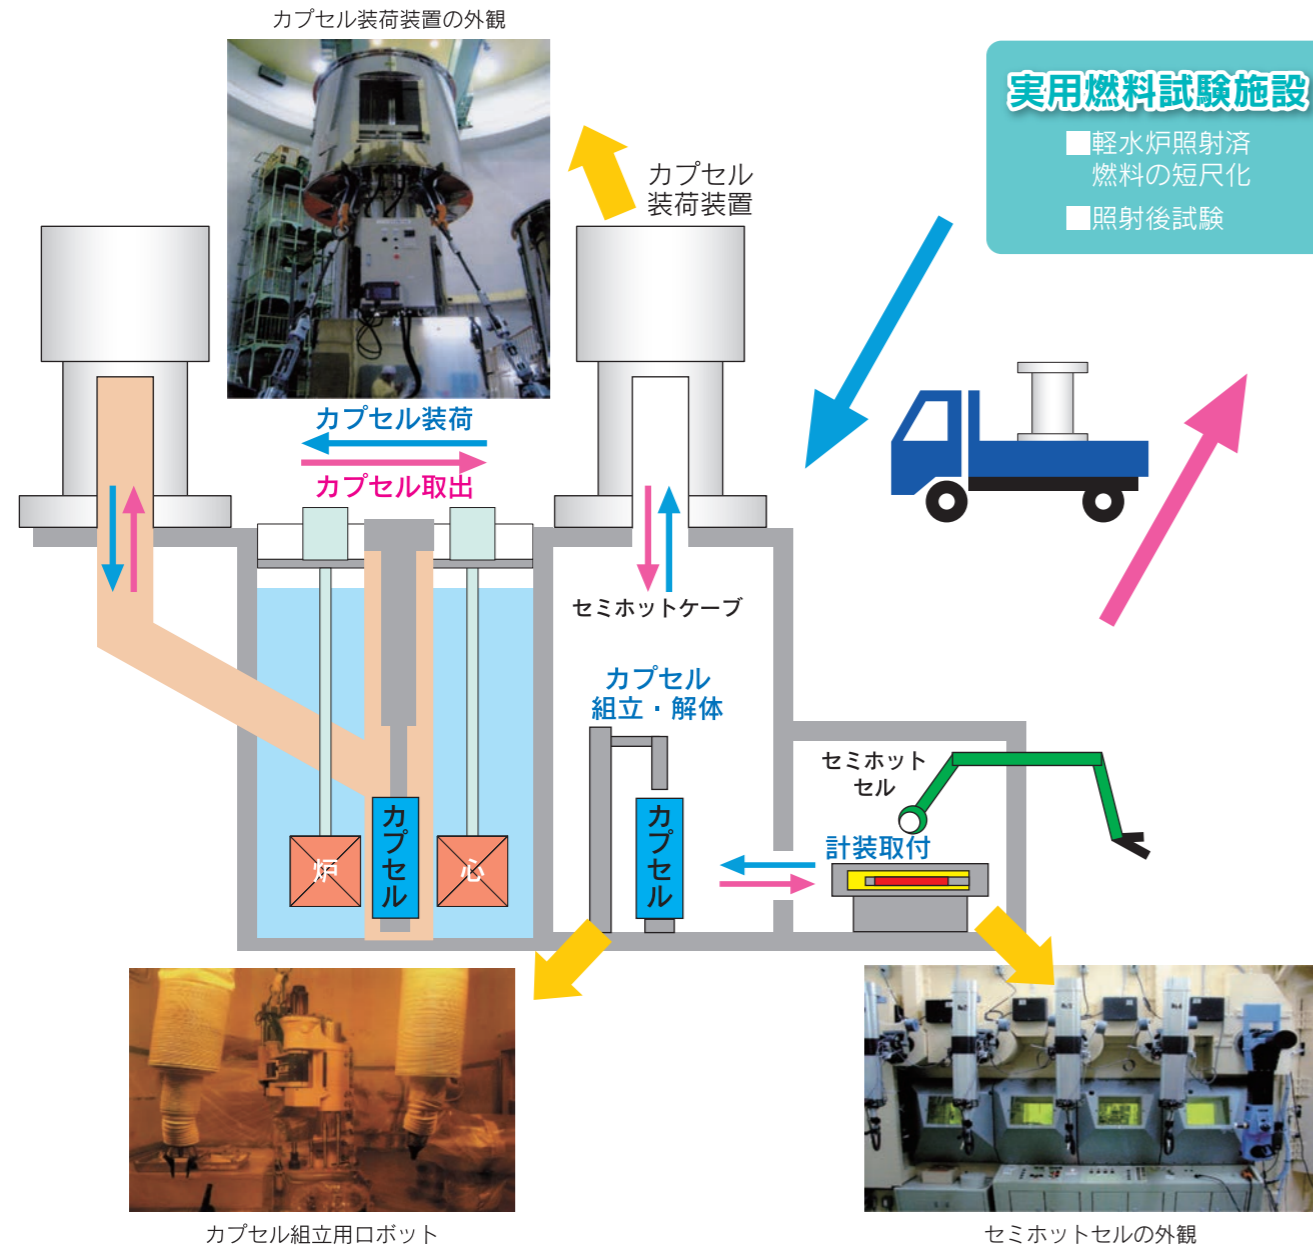 カプセル装荷装置の外観
実用燃料試験施設
■軽水炉照射済
燃料の短尺化
■照射後試験
カプセル
装荷装置
カプセル装荷
カプセル取出
セミホットケーブ
カプセル
組立・解体
セミホット
セル
計装取付
炉
カプセル
心
カプセル
カプセル組立用ロボット
セミホットセルの外観